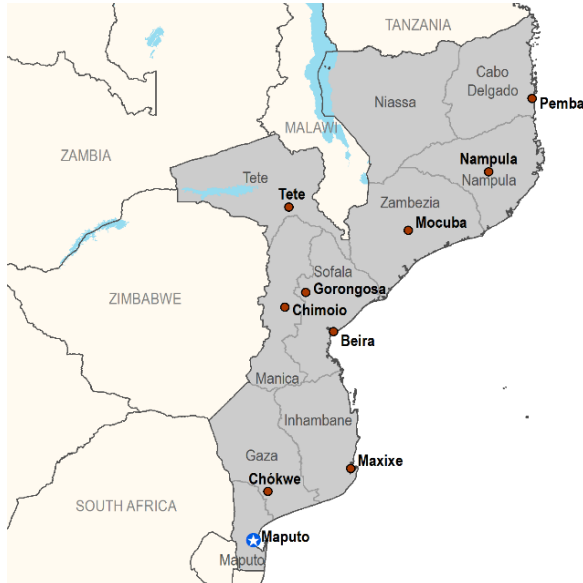 TANZANIA
Cabo
Delgado
Niassa
Pemba
MALAWI
ZAMBIA
Nampula
Nampula
Tete
Tete
Zambezia
Mocuba
Sofala
Gorongosa
ZIMBABWE
Chimoio
Beira
Manica
Inhambane
Gaza
Maxixe
Chókwe
SOUTH AFRICA
Maputo
Maputo